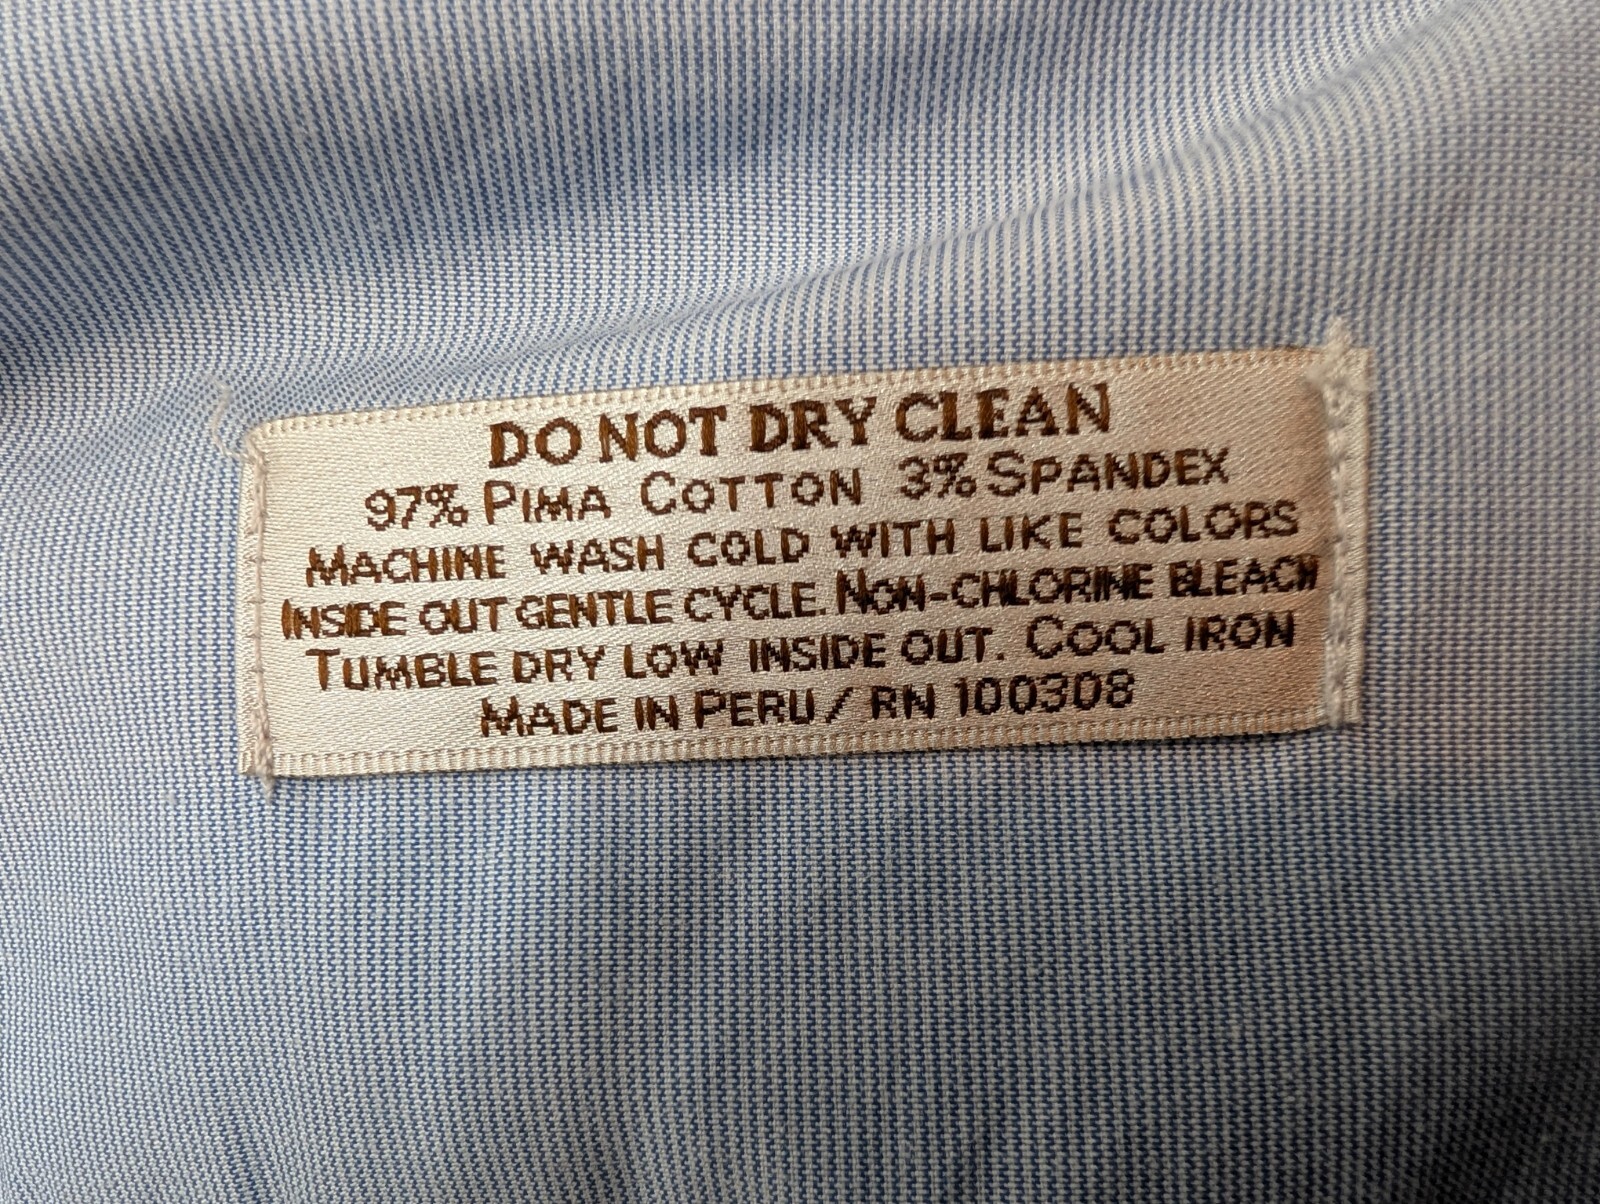 DO NOT DRY CLEAN
97% PIMA COTTON 3% SPANDEX
MACHINE WASH COLD WITH LIKE COLORS
INSIDE OUT GENTLE CYCLE. NON-CHLORINE BLEACH
TUMBLE DRY LOW INSIDE OUT. COOL IRON
MADE IN PERU / RN 100308